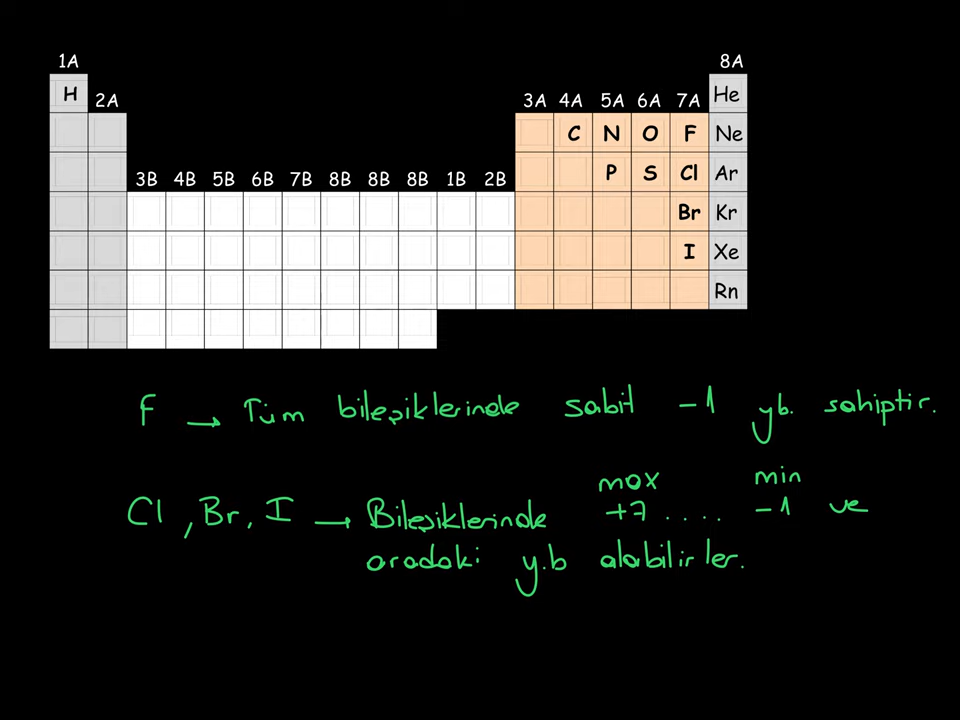 1A 8A
H 2A 3A 4A 5A 6A 7A He
C N O F Ne
3B 4B 5B 6B 7B 8B 8B 8B 1B 2B P S Cl Ar
Br Kr
I Xe
Rn
F → Tüm bileşiklerinde sabit -1 yb. sahiptir.
max min
Cl, Br, I → Bileşiklerinde +7 .... -1 ve
aradaki y.b alabilirler.